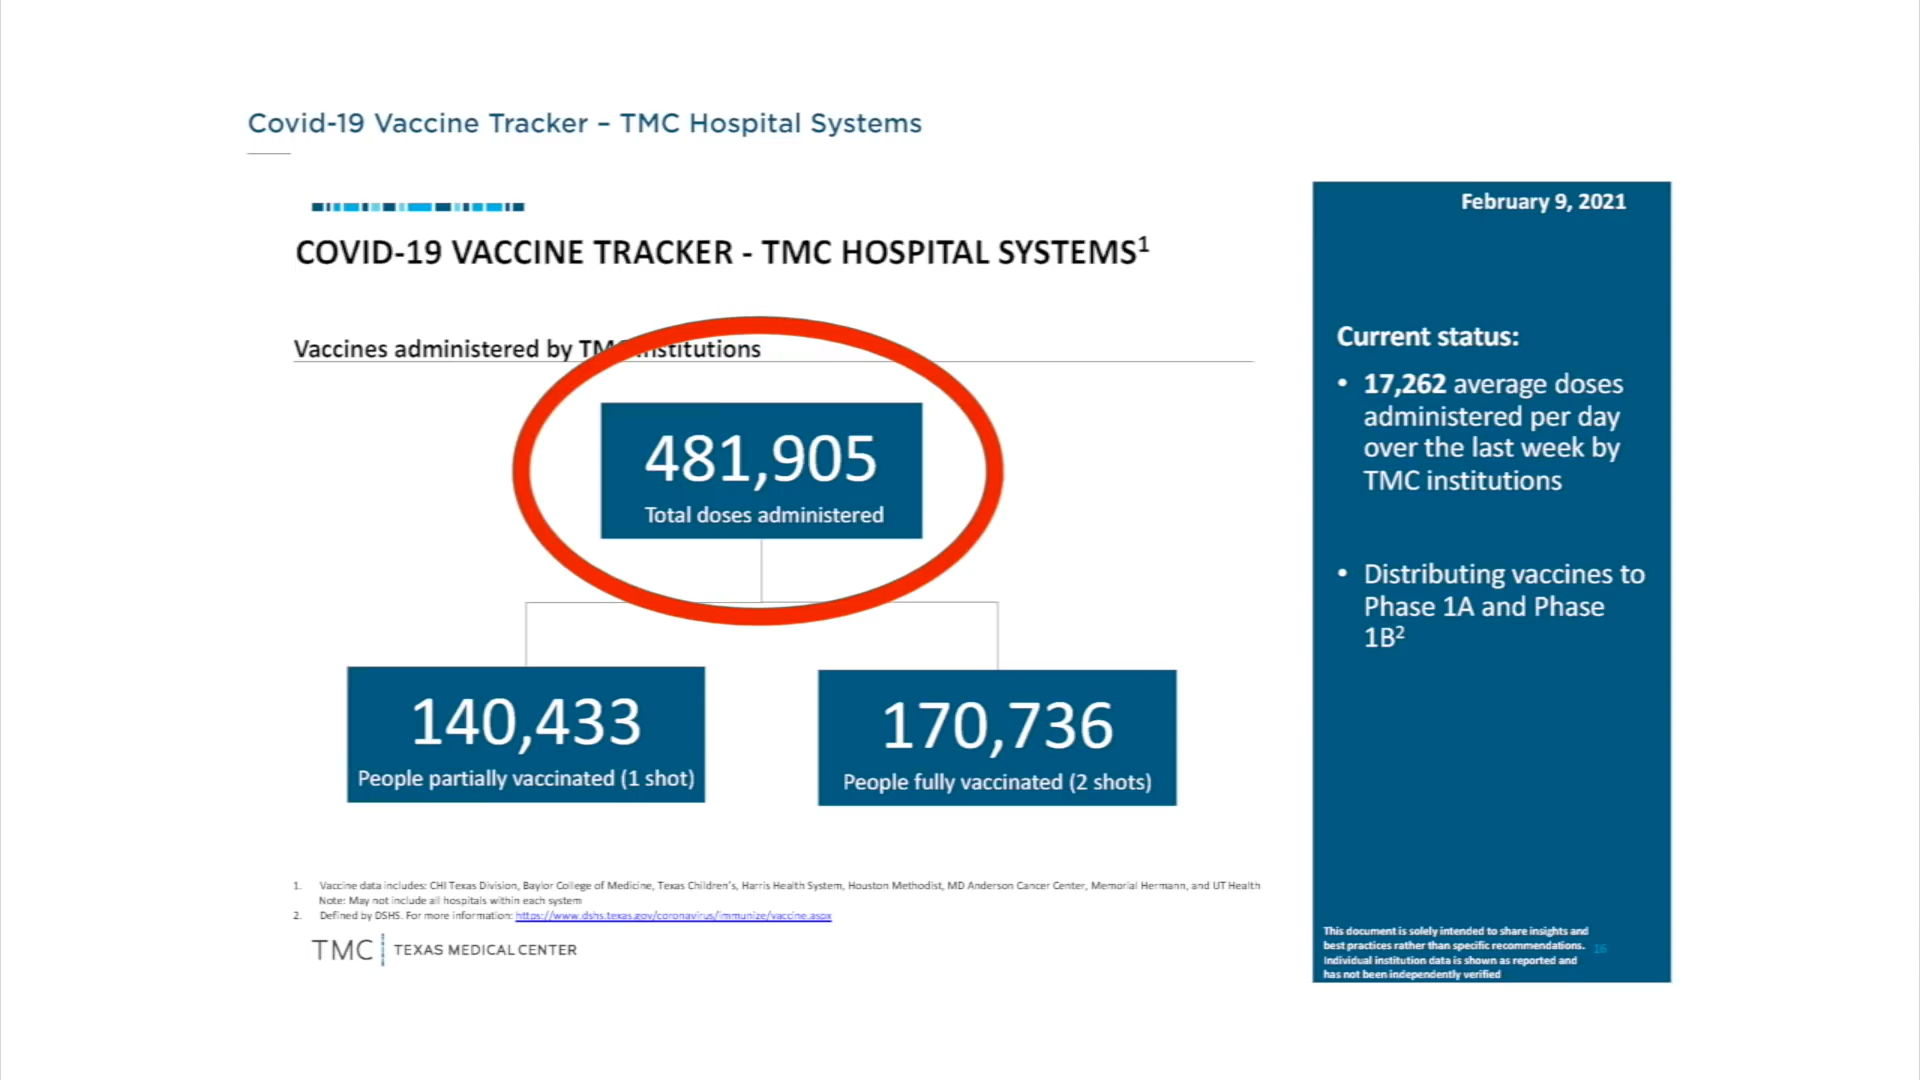 Covid-19 Vaccine Tracker – TMC Hospital Systems
COVID-19 VACCINE TRACKER - TMC HOSPITAL SYSTEMS¹
Vaccines administered by TMC institutions
481,905
Total doses administered
140,433
People partially vaccinated (1 shot)
170,736
People fully vaccinated (2 shots)
1. Vaccine data includes: CHI Texas Division, Baylor College of Medicine, Texas Children's, Harris Health System, Houston Methodist, MD Anderson Cancer Center, Memorial Hermann, and UT Health
Note: May not include all hospitals within each system
2. Defined by DSHS. For more information: https://www.dshs.texas.gov/coronavirus/immunize/vaccine.aspx
TMC | TEXAS MEDICAL CENTER
February 9, 2021
Current status:
• 17,262 average doses
administered per day
over the last week by
TMC institutions
• Distributing vaccines to
Phase 1A and Phase
1B²
This document is solely intended to share insights and
best practices rather than specific recommendations. 16
Individual institution data is shown as reported and
has not been independently verified